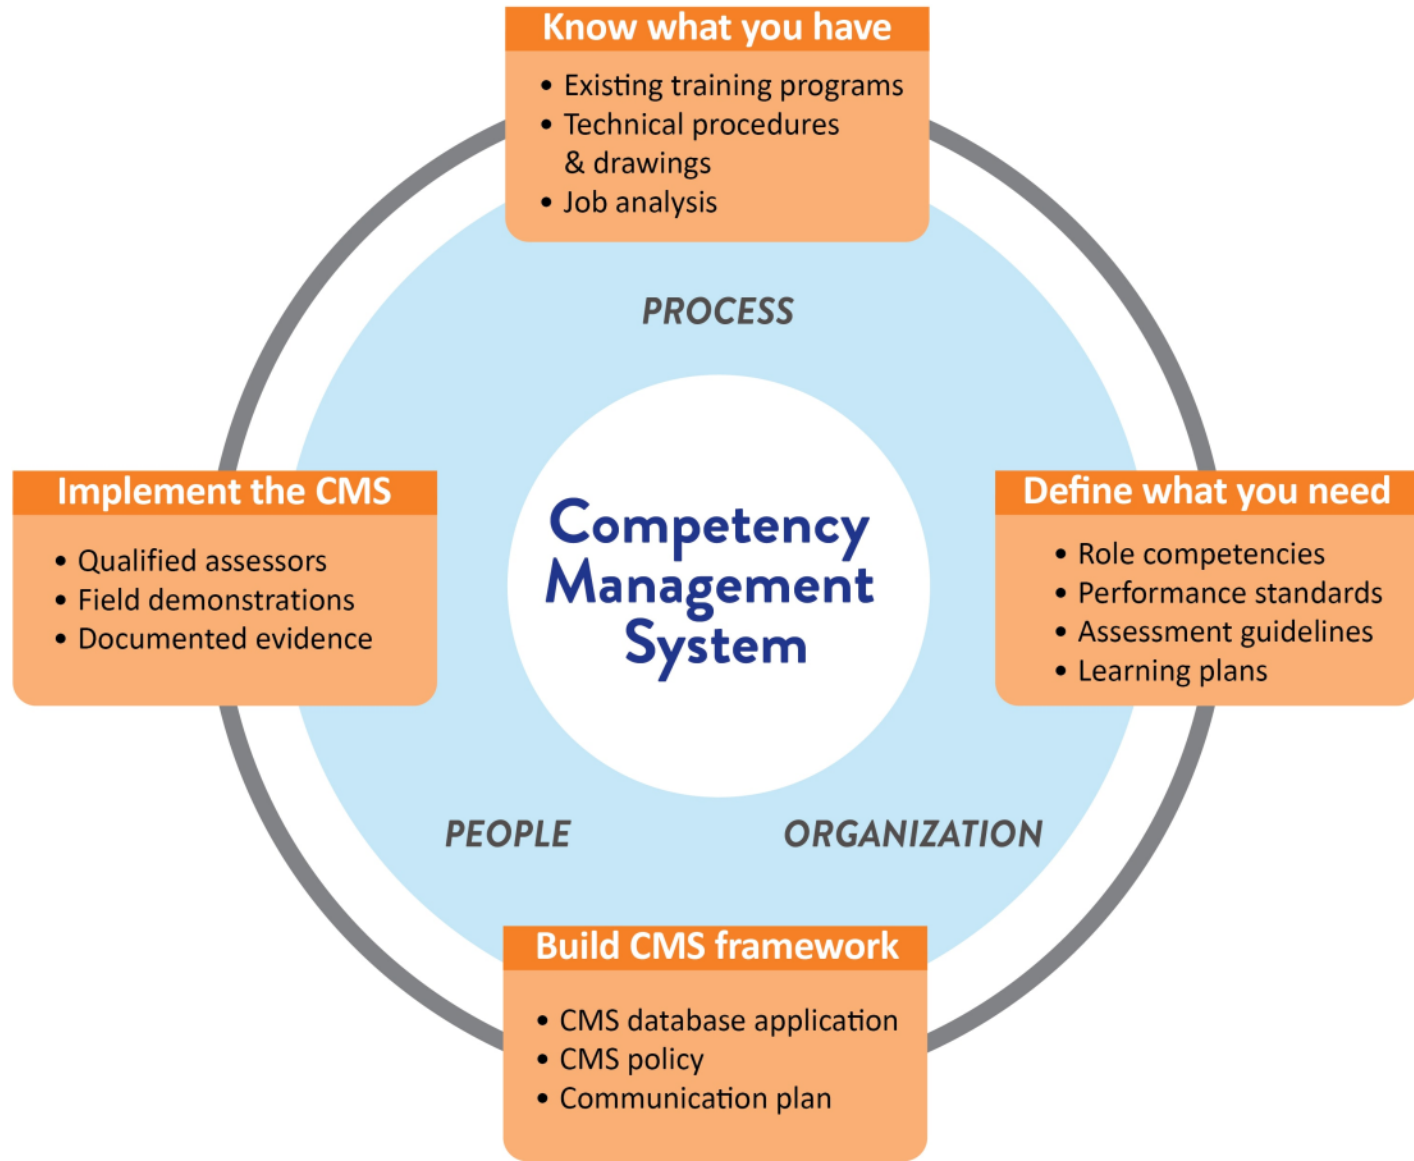 Know what you have
• Existing training programs
• Technical procedures
& drawings
• Job analysis
PROCESS
Implement the CMS
• Qualified assessors
• Field demonstrations
• Documented evidence
Competency
Management
System
Define what you need
• Role competencies
• Performance standards
• Assessment guidelines
• Learning plans
PEOPLE
ORGANIZATION
Build CMS framework
• CMS database application
• CMS policy
• Communication plan